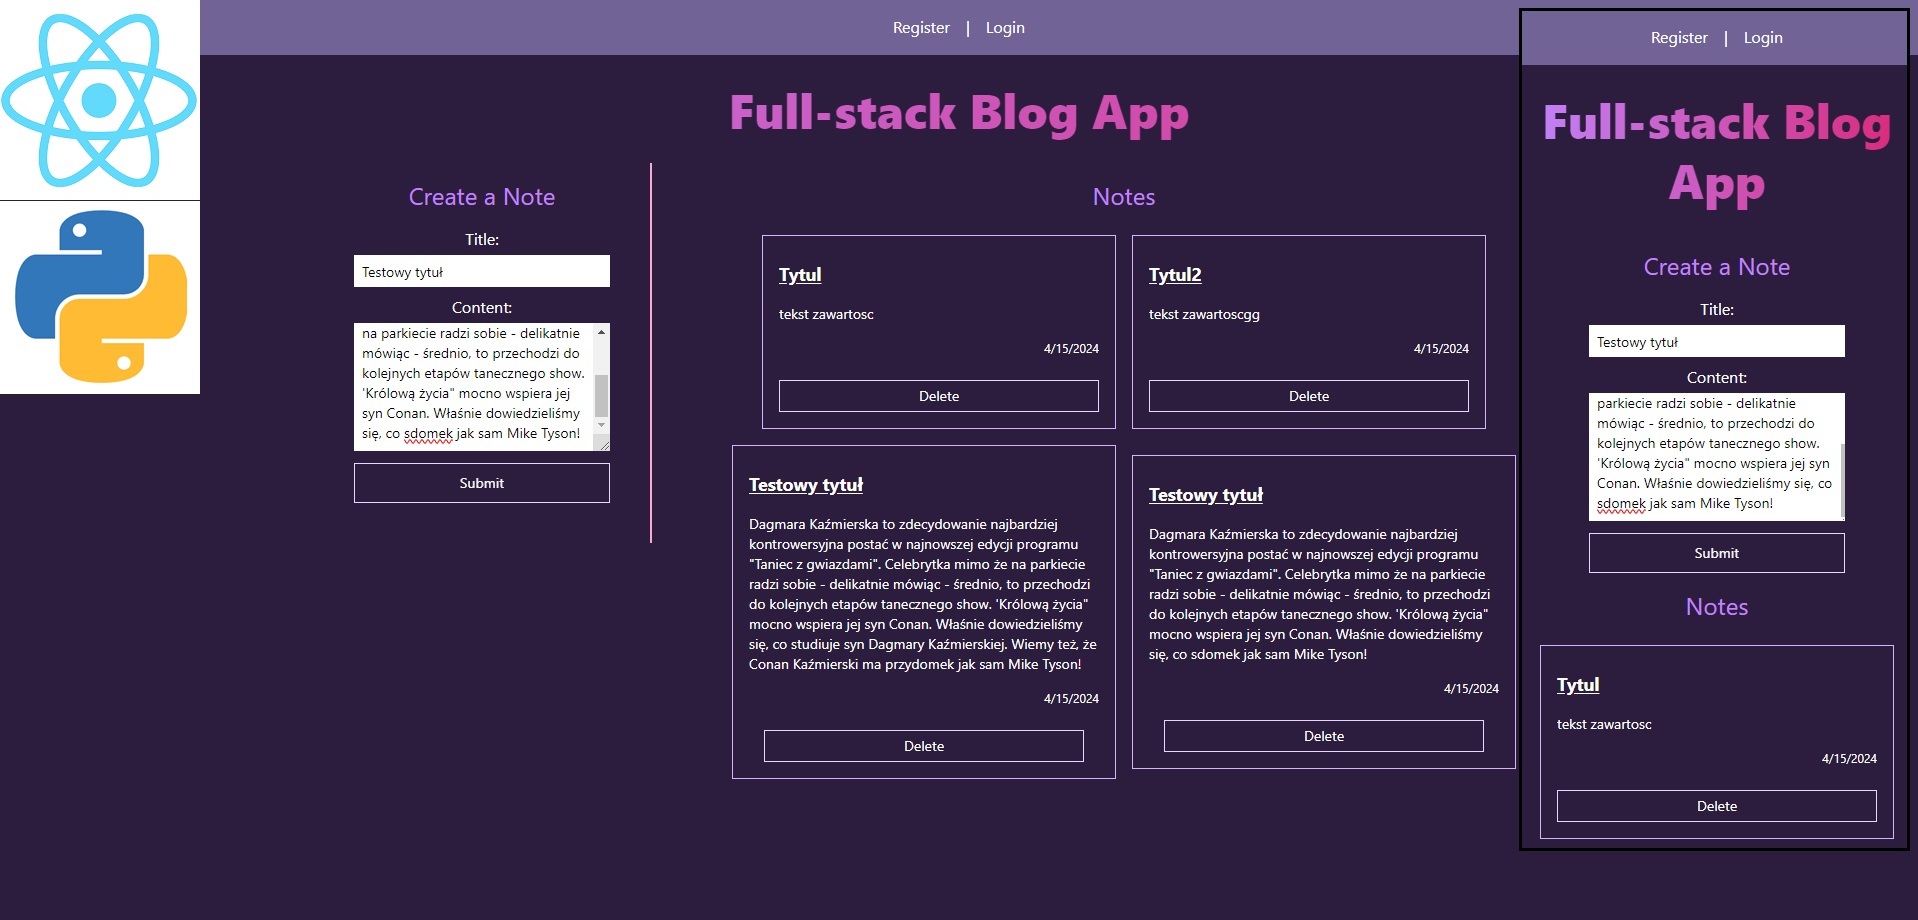 Register | Login
Full-stack Blog App
Create a Note
Title:
Testowy tytuł
Content:
na parkiecie radzi sobie - delikatnie
mówiąc - średnio, to przechodzi do
kolejnych etapów tanecznego show.
'Królową życia" mocno wspiera jej
syn Conan. Właśnie dowiedzieliśmy
się, co sdomek jak sam Mike Tyson!
Submit
Notes
Tytul
tekst zawartosc
4/15/2024
Delete
Tytul2
tekst zawartoscgg
4/15/2024
Delete
Testowy tytuł
Dagmara Kaźmierska to zdecydowanie najbardziej
kontrowersyjna postać w najnowszej edycji programu
"Taniec z gwiazdami". Celebrytka mimo że na parkiecie
radzi sobie - delikatnie mówiąc - średnio, to przechodzi
do kolejnych etapów tanecznego show. 'Królową życia"
mocno wspiera jej syn Conan. Właśnie dowiedzieliśmy
się, co studiuje syn Dagmary Kaźmierskiej. Wiemy też, że
Conan Kaźmierski ma przydomek jak sam Mike Tyson!
4/15/2024
Delete
Testowy tytuł
Dagmara Kaźmierska to zdecydowanie najbardziej
kontrowersyjna postać w najnowszej edycji programu
"Taniec z gwiazdami". Celebrytka mimo że na parkiecie
radzi sobie - delikatnie mówiąc - średnio, to przechodzi
do kolejnych etapów tanecznego show. 'Królową życia"
mocno wspiera jej syn Conan. Właśnie dowiedzieliśmy
się, co sdomek jak sam Mike Tyson!
4/15/2024
Delete
Register | Login
Full-stack Blog
App
Create a Note
Title:
Testowy tytuł
Content:
parkiecie radzi sobie - delikatnie
mówiąc - średnio, to przechodzi do
kolejnych etapów tanecznego show.
'Królową życia" mocno wspiera jej syn
Conan. Właśnie dowiedzieliśmy się, co
sdomek jak sam Mike Tyson!
Submit
Notes
Tytul
tekst zawartosc
4/15/2024
Delete